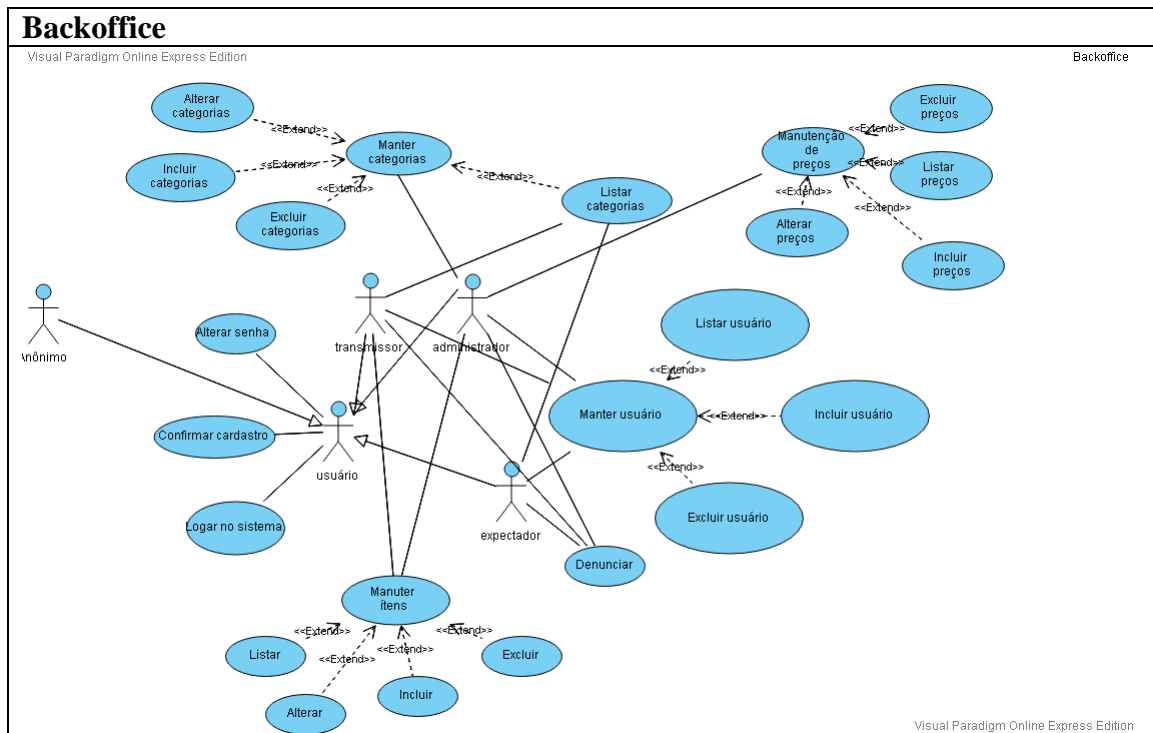 Backoffice
Visual Paradigm Online Express Edition
Backoffice
Alterar
categorias
<<Extend>>
Incluir
categorias
<<Extend>>
Manter
categorias
<<Extend>>
Excluir
categorias
<<Extend>>
Listar
categorias
Manutenção
de
preços
<<Extend>>
Excluir
preços
<<Extend>>
Listar
preços
<<Extend>>
Alterar
preços
<<Extend>>
Incluir
preços
Anônimo
transmissor
administrador
Alterar senha
Confirmar cardastro
Logar no sistema
usuário
expectador
Listar usuário
<<Extend>>
Manter usuário
<<Extend>>
Incluir usuário
<<Extend>>
Excluir usuário
Denunciar
Manuter
ítens
<<Extend>>
<<Extend>>
<<Extend>>
<<Extend>>
Listar
Alterar
Incluir
Excluir
Visual Paradigm Online Express Edition